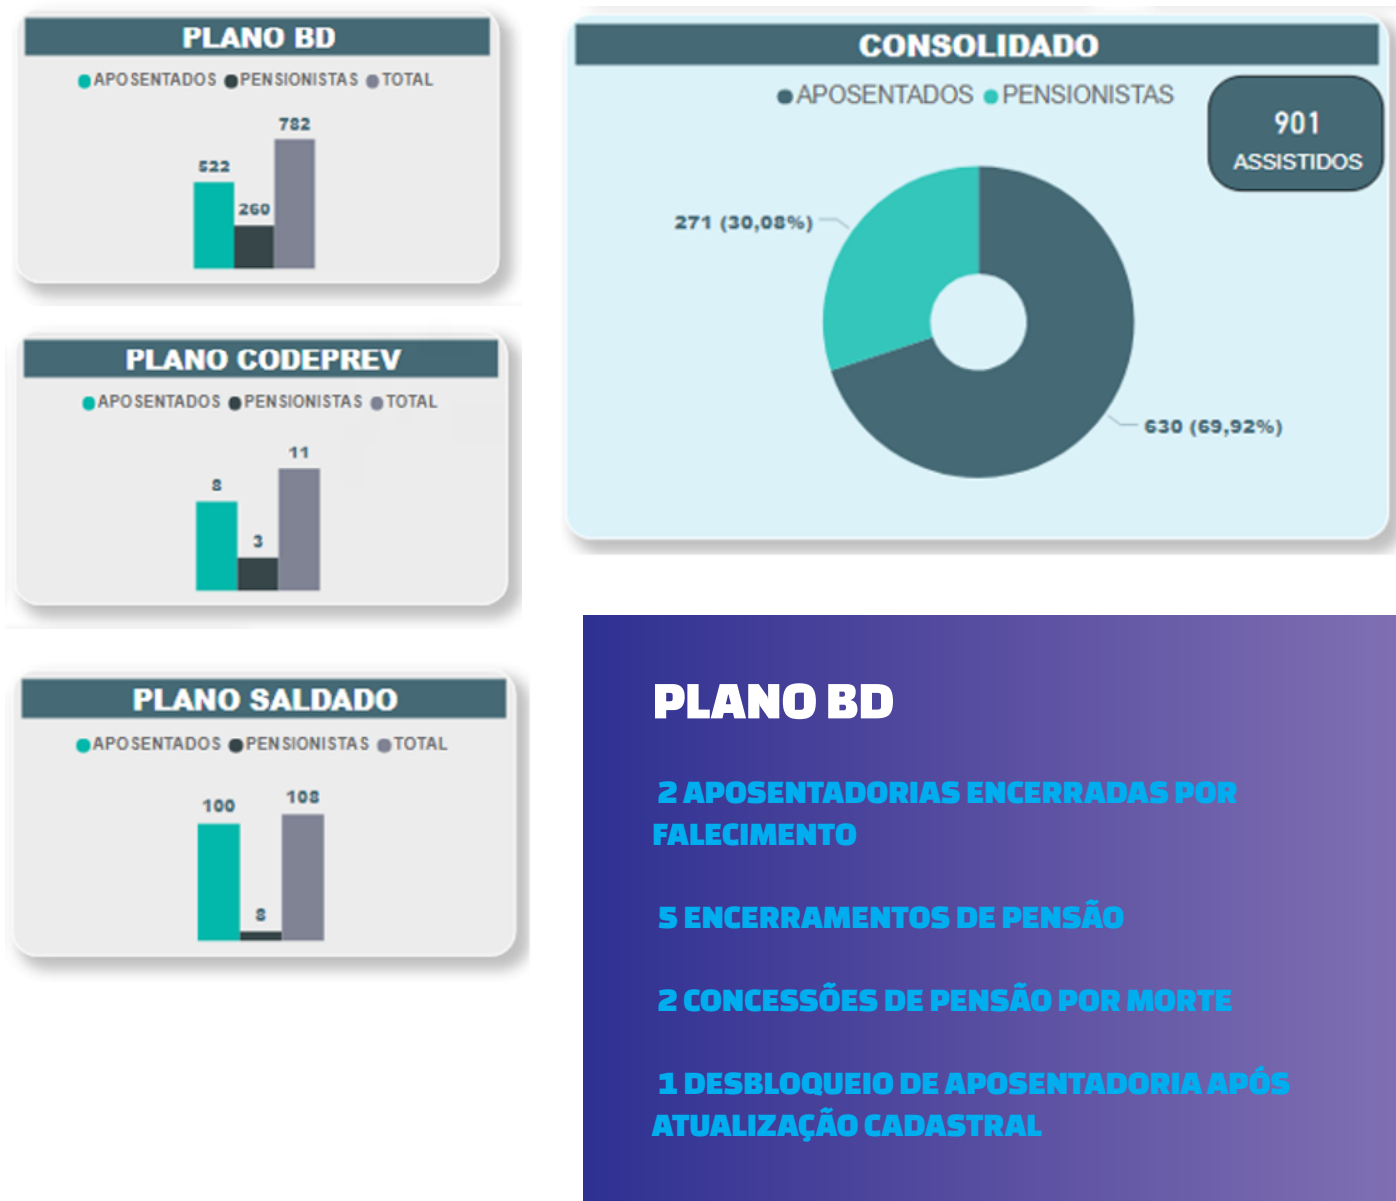 PLANO BD
APOSENTADOS PENSIONISTAS TOTAL
782
522
260
PLANO CODEPREV
APOSENTADOS PENSIONISTAS TOTAL
11
8
3
PLANO SALDADO
APOSENTADOS PENSIONISTAS TOTAL
108
100
8
CONSOLIDADO
APOSENTADOS PENSIONISTAS
901
ASSISTIDOS
271 (30,08%)
630 (69,92%)
PLANO BD
2 APOSENTADORIAS ENCERRADAS POR
FALECIMENTO
5 ENCERRAMENTOS DE PENSÃO
2 CONCESSÕES DE PENSÃO POR MORTE
1 DESBLOQUEIO DE APOSENTADORIA APÓS
ATUALIZAÇÃO CADASTRAL